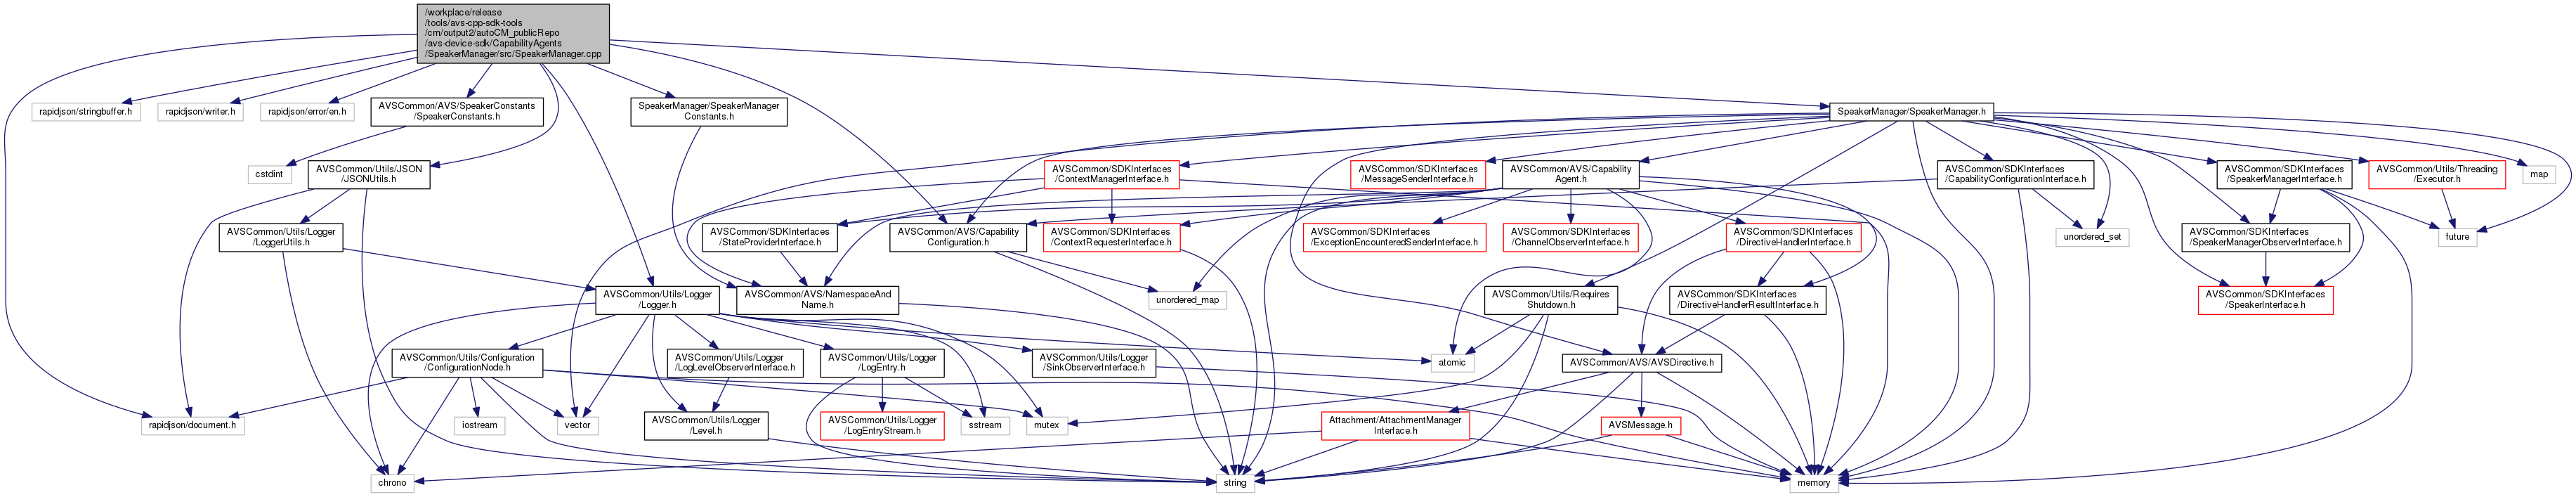 /workplace/release
/tools/avs-cpp-sdk-tools
/cm/output2/autoCM_publicRepo
/avs-device-sdk/CapabilityAgents
/SpeakerManager/src/SpeakerManager.cpp
rapidjson/stringbuffer.h
rapidjson/writer.h
rapidjson/error/en.h
AVSCommon/AVS/SpeakerConstants
/SpeakerConstants.h
SpeakerManager/SpeakerManager
Constants.h
SpeakerManager/SpeakerManager.h
cstdint
AVSCommon/Utils/JSON
/JSONUtils.h
AVSCommon/SDKInterfaces
/ContextManagerInterface.h
AVSCommon/SDKInterfaces
/MessageSenderInterface.h
AVSCommon/AVS/Capability
Agent.h
AVSCommon/SDKInterfaces
/CapabilityConfigurationInterface.h
AVSCommon/SDKInterfaces
/SpeakerManagerInterface.h
AVSCommon/Utils/Threading
/Executor.h
map
AVSCommon/Utils/Logger
/LoggerUtils.h
AVSCommon/SDKInterfaces
/StateProviderInterface.h
AVSCommon/AVS/Capability
Configuration.h
AVSCommon/SDKInterfaces
/ContextRequesterInterface.h
AVSCommon/SDKInterfaces
/ExceptionEncounteredSenderInterface.h
AVSCommon/SDKInterfaces
/ChannelObserverInterface.h
AVSCommon/SDKInterfaces
/DirectiveHandlerInterface.h
unordered_set
AVSCommon/SDKInterfaces
/SpeakerManagerObserverInterface.h
future
AVSCommon/Utils/Logger
/Logger.h
AVSCommon/AVS/NamespaceAnd
Name.h
unordered_map
AVSCommon/Utils/Requires
Shutdown.h
AVSCommon/SDKInterfaces
/DirectiveHandlerResultInterface.h
AVSCommon/SDKInterfaces
/SpeakerInterface.h
AVSCommon/Utils/Configuration
/ConfigurationNode.h
AVSCommon/Utils/Logger
/LogLevelObserverInterface.h
AVSCommon/Utils/Logger
/LogEntry.h
AVSCommon/Utils/Logger
/SinkObserverInterface.h
atomic
AVSCommon/AVS/AVSDirective.h
rapidjson/document.h
iostream
vector
AVSCommon/Utils/Logger
/Level.h
AVSCommon/Utils/Logger
/LogEntryStream.h
sstream
mutex
Attachment/AttachmentManager
Interface.h
AVSMessage.h
chrono
string
memory